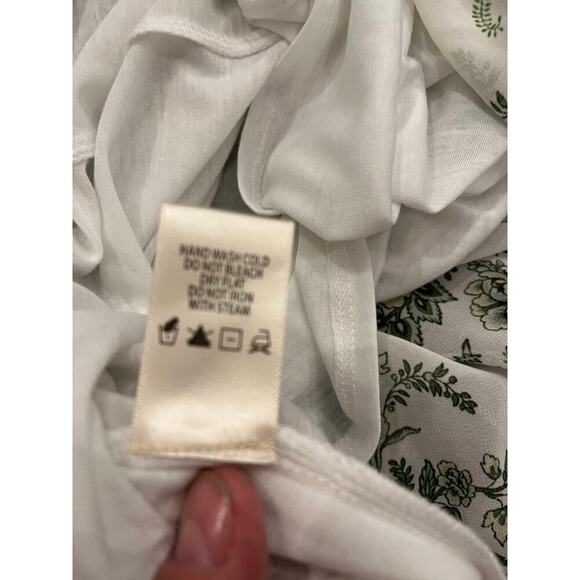 HAND WASH COLD
DO NOT BLEACH
DRY FLAT
DO NOT IRON
WITH STEAM